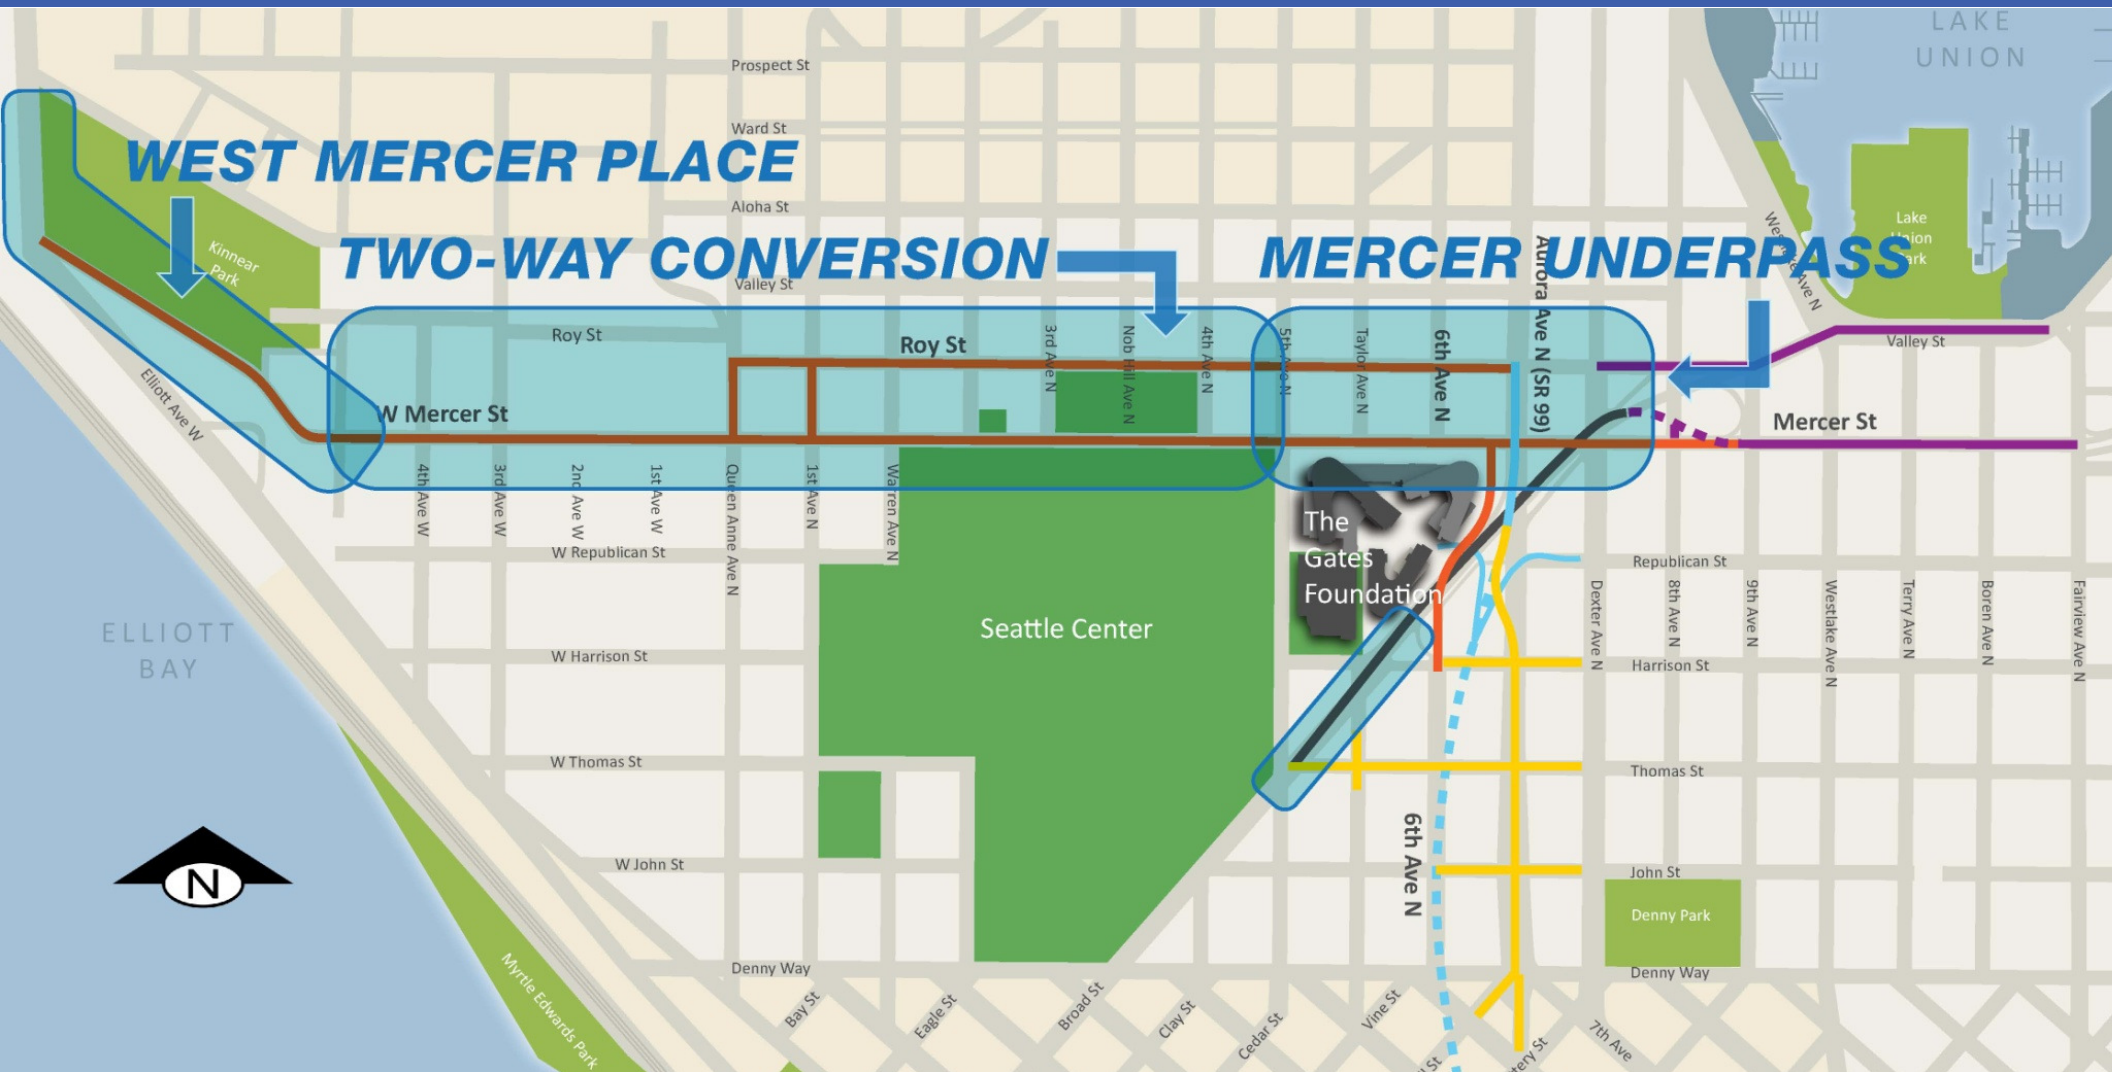 LAKE
UNION
Prospect St
Ward St
WEST MERCER PLACE
Aloha St
Kinnear
Park
TWO-WAY CONVERSION
MERCER UNDERPASS
Lake
Union
Park
Westlake Ave N
Valley St
Aurora Ave N (SR 99)
Roy St
Roy St
3rd Ave N
Nob Hill Ave N
4th Ave N
5th Ave N
Taylor Ave N
6th Ave N
Valley St
Elliott Ave W
W Mercer St
Mercer St
4th Ave W
3rd Ave W
2nd Ave W
1st Ave W
Queen Anne Ave N
1st Ave N
Warren Ave N
The
Gates
Foundation
W Republican St
Republican St
Dexter Ave N
8th Ave N
9th Ave N
Westlake Ave N
Terry Ave N
Boren Ave N
Fairview Ave N
ELLIOTT
BAY
Seattle Center
W Harrison St
Harrison St
W Thomas St
Thomas St
6th Ave N
W John St
John St
N
Denny Park
Denny Way
Denny Way
Myrtle Edwards Park
Bay St
Eagle St
Broad St
Clay St
Cedar St
Vine St
St
7th Ave